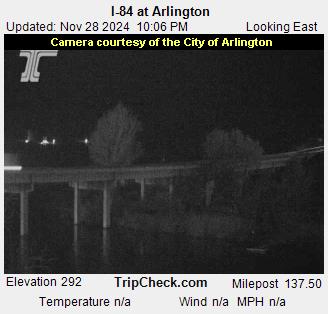 I-84 at Arlington
Updated: Nov 28 2024 10:06 PM Looking East
Camera courtesy of the City of Arlington
Elevation 292 TripCheck.com Milepost 137.50
Temperature n/a Wind n/a MPH n/a